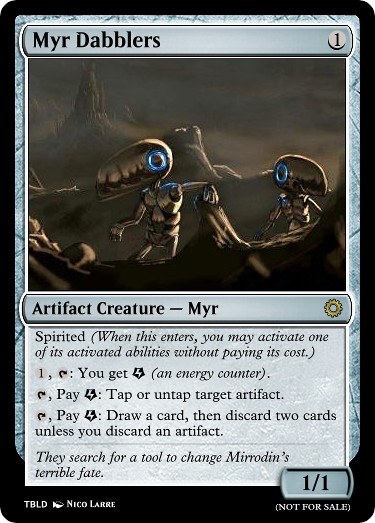 Myr Dabblers 1
Artifact Creature — Myr
Spirited (When this enters, you may activate one
of its activated abilities without paying its cost.)
1, T: You get E (an energy counter).
T, Pay E: Tap or untap target artifact.
T, Pay E: Draw a card, then discard two cards
unless you discard an artifact.
They search for a tool to change Mirrodin's
terrible fate.
1/1
TBLD Nico Larre
(NOT FOR SALE)